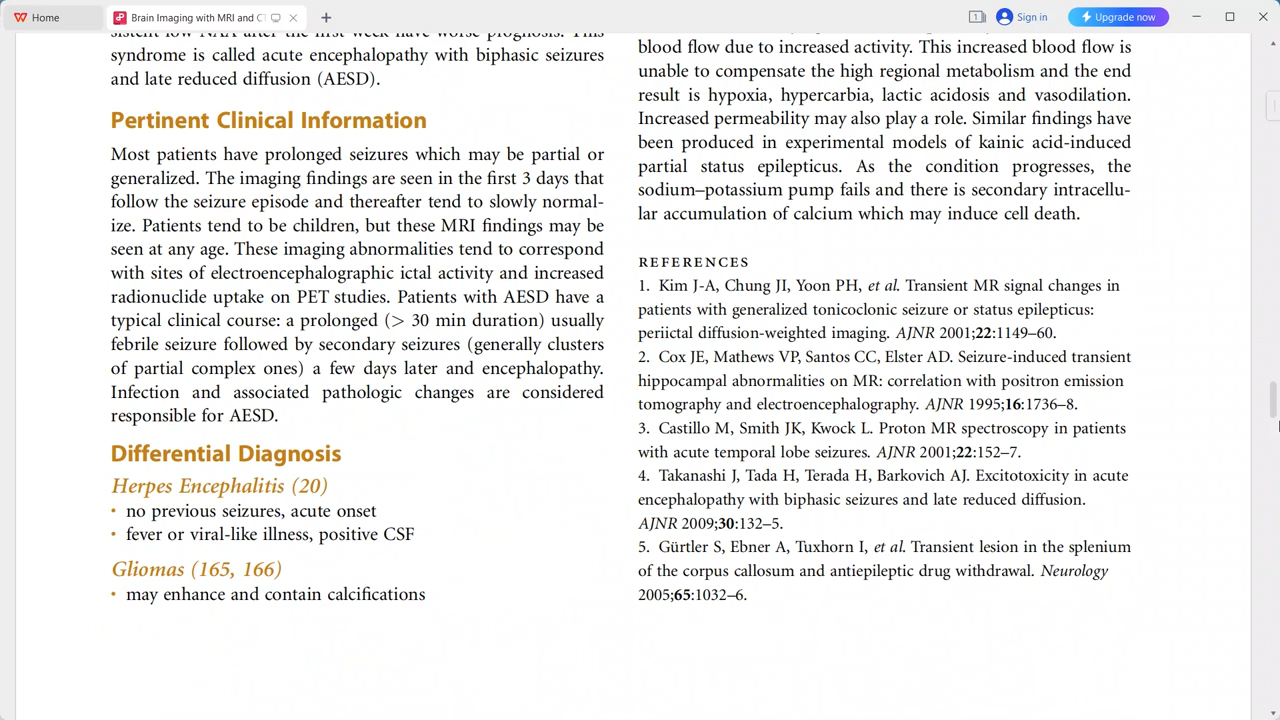 Home
Brain Imaging with MRI and C
1
Sign in
Upgrade now
sistent low NAA after the first week have worse prognosis. This
syndrome is called acute encephalopathy with biphasic seizures
and late reduced diffusion (AESD).
Pertinent Clinical Information
Most patients have prolonged seizures which may be partial or
generalized. The imaging findings are seen in the first 3 days that
follow the seizure episode and thereafter tend to slowly normal-
ize. Patients tend to be children, but these MRI findings may be
seen at any age. These imaging abnormalities tend to correspond
with sites of electroencephalographic ictal activity and increased
radionuclide uptake on PET studies. Patients with AESD have a
typical clinical course: a prolonged (> 30 min duration) usually
febrile seizure followed by secondary seizures (generally clusters
of partial complex ones) a few days later and encephalopathy.
Infection and associated pathologic changes are considered
responsible for AESD.
Differential Diagnosis
Herpes Encephalitis (20)
• no previous seizures, acute onset
• fever or viral-like illness, positive CSF
Gliomas (165, 166)
• may enhance and contain calcifications
blood flow due to increased activity. This increased blood flow is
unable to compensate the high regional metabolism and the end
result is hypoxia, hypercarbia, lactic acidosis and vasodilation.
Increased permeability may also play a role. Similar findings have
been produced in experimental models of kainic acid-induced
partial status epilepticus. As the condition progresses, the
sodium–potassium pump fails and there is secondary intracellu-
lar accumulation of calcium which may induce cell death.
REFERENCES
1. Kim J-A, Chung JI, Yoon PH, et al. Transient MR signal changes in
patients with generalized tonicoclonic seizure or status epilepticus:
periictal diffusion-weighted imaging. AJNR 2001;22:1149–60.
2. Cox JE, Mathews VP, Santos CC, Elster AD. Seizure-induced transient
hippocampal abnormalities on MR: correlation with positron emission
tomography and electroencephalography. AJNR 1995;16:1736–8.
3. Castillo M, Smith JK, Kwock L. Proton MR spectroscopy in patients
with acute temporal lobe seizures. AJNR 2001;22:152–7.
4. Takanashi J, Tada H, Terada H, Barkovich AJ. Excitotoxicity in acute
encephalopathy with biphasic seizures and late reduced diffusion.
AJNR 2009;30:132–5.
5. Gürtler S, Ebner A, Tuxhorn I, et al. Transient lesion in the splenium
of the corpus callosum and antiepileptic drug withdrawal. Neurology
2005;65:1032–6.